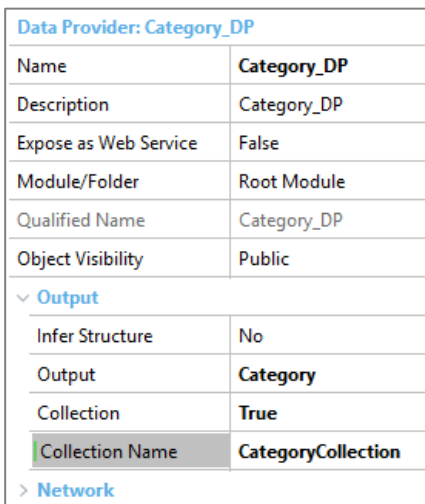 Data Provider: Category_DP
Name Category_DP
Description Category_DP
Expose as Web Service False
Module/Folder Root Module
Qualified Name Category_DP
Object Visibility Public
Output
Infer Structure No
Output Category
Collection True
Collection Name CategoryCollection
Network